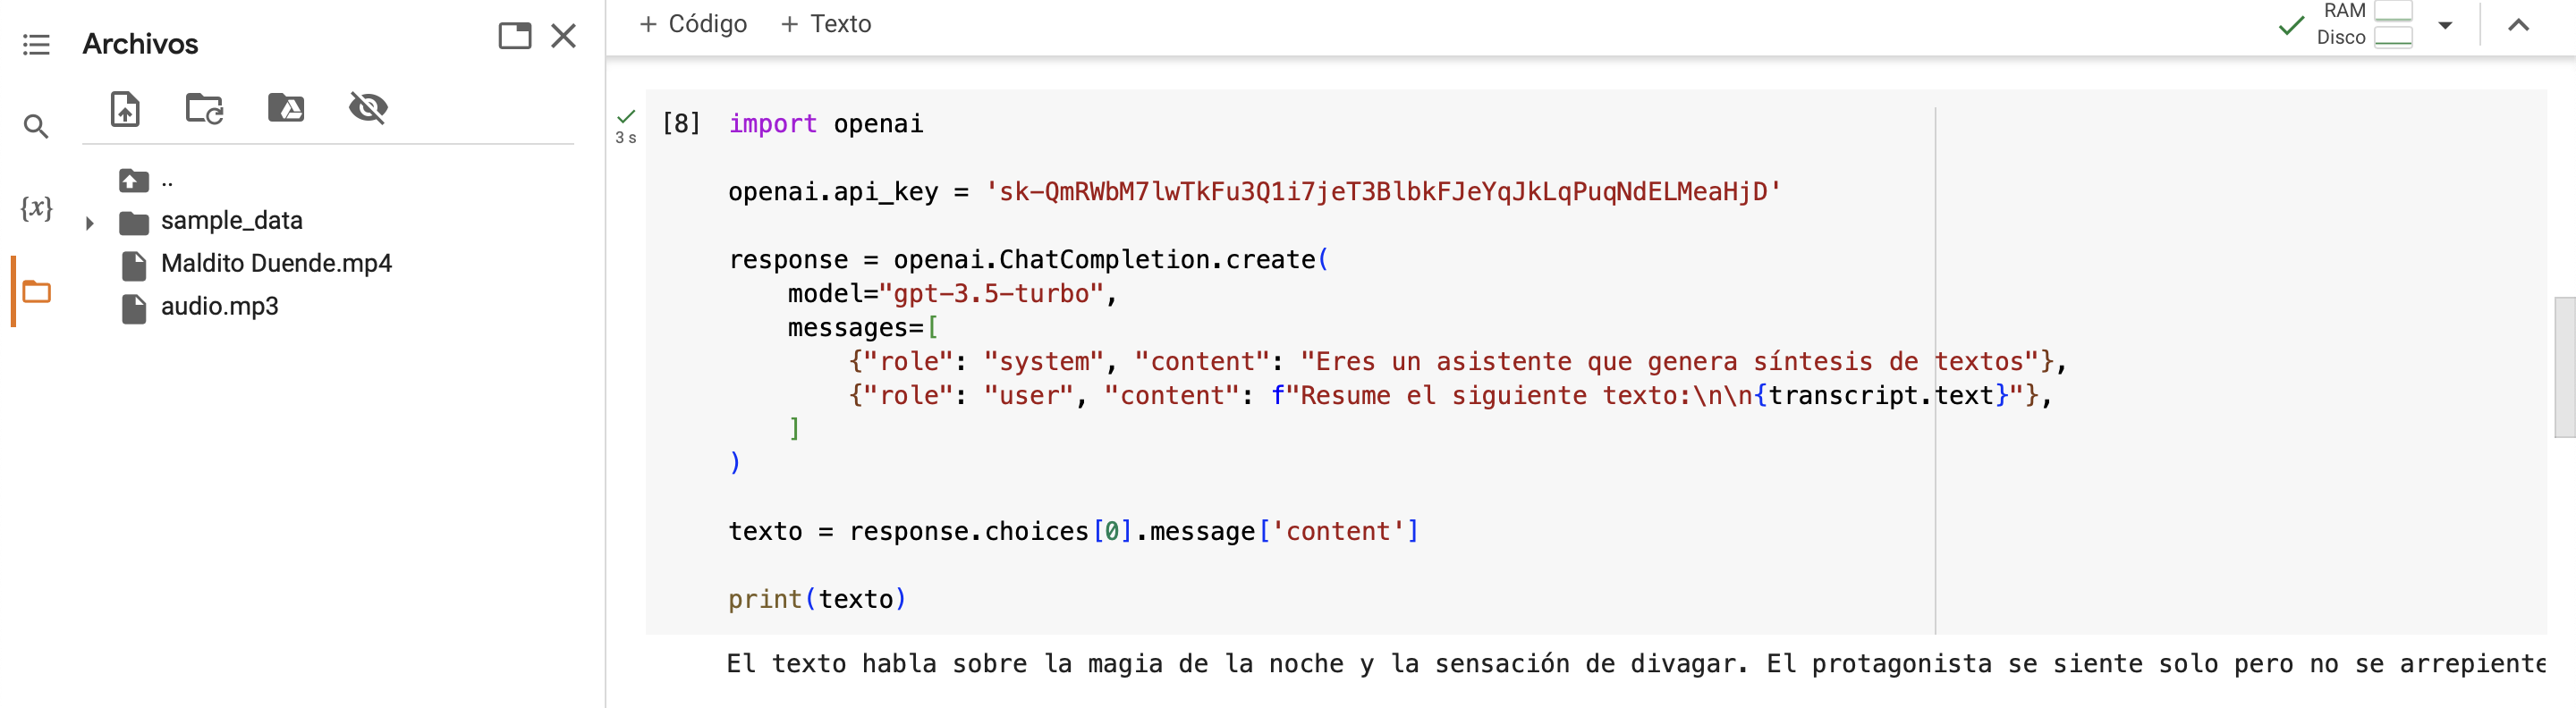 Archivos
..
sample_data
Maldito Duende.mp4
audio.mp3
{x}
+ Código + Texto
RAM
Disco
3 s
[8] import openai
openai.api_key = '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'
response = openai.ChatCompletion.create(
    model="gpt-3.5-turbo",
    messages=[
        {"role": "system", "content": "Eres un asistente que genera síntesis de textos"},
        {"role": "user", "content": f"Resume el siguiente texto:\n\n{transcript.text}"},
    ]
)
texto = response.choices[0].message['content']
print(texto)
El texto habla sobre la magia de la noche y la sensación de divagar. El protagonista se siente solo pero no se arrepiente